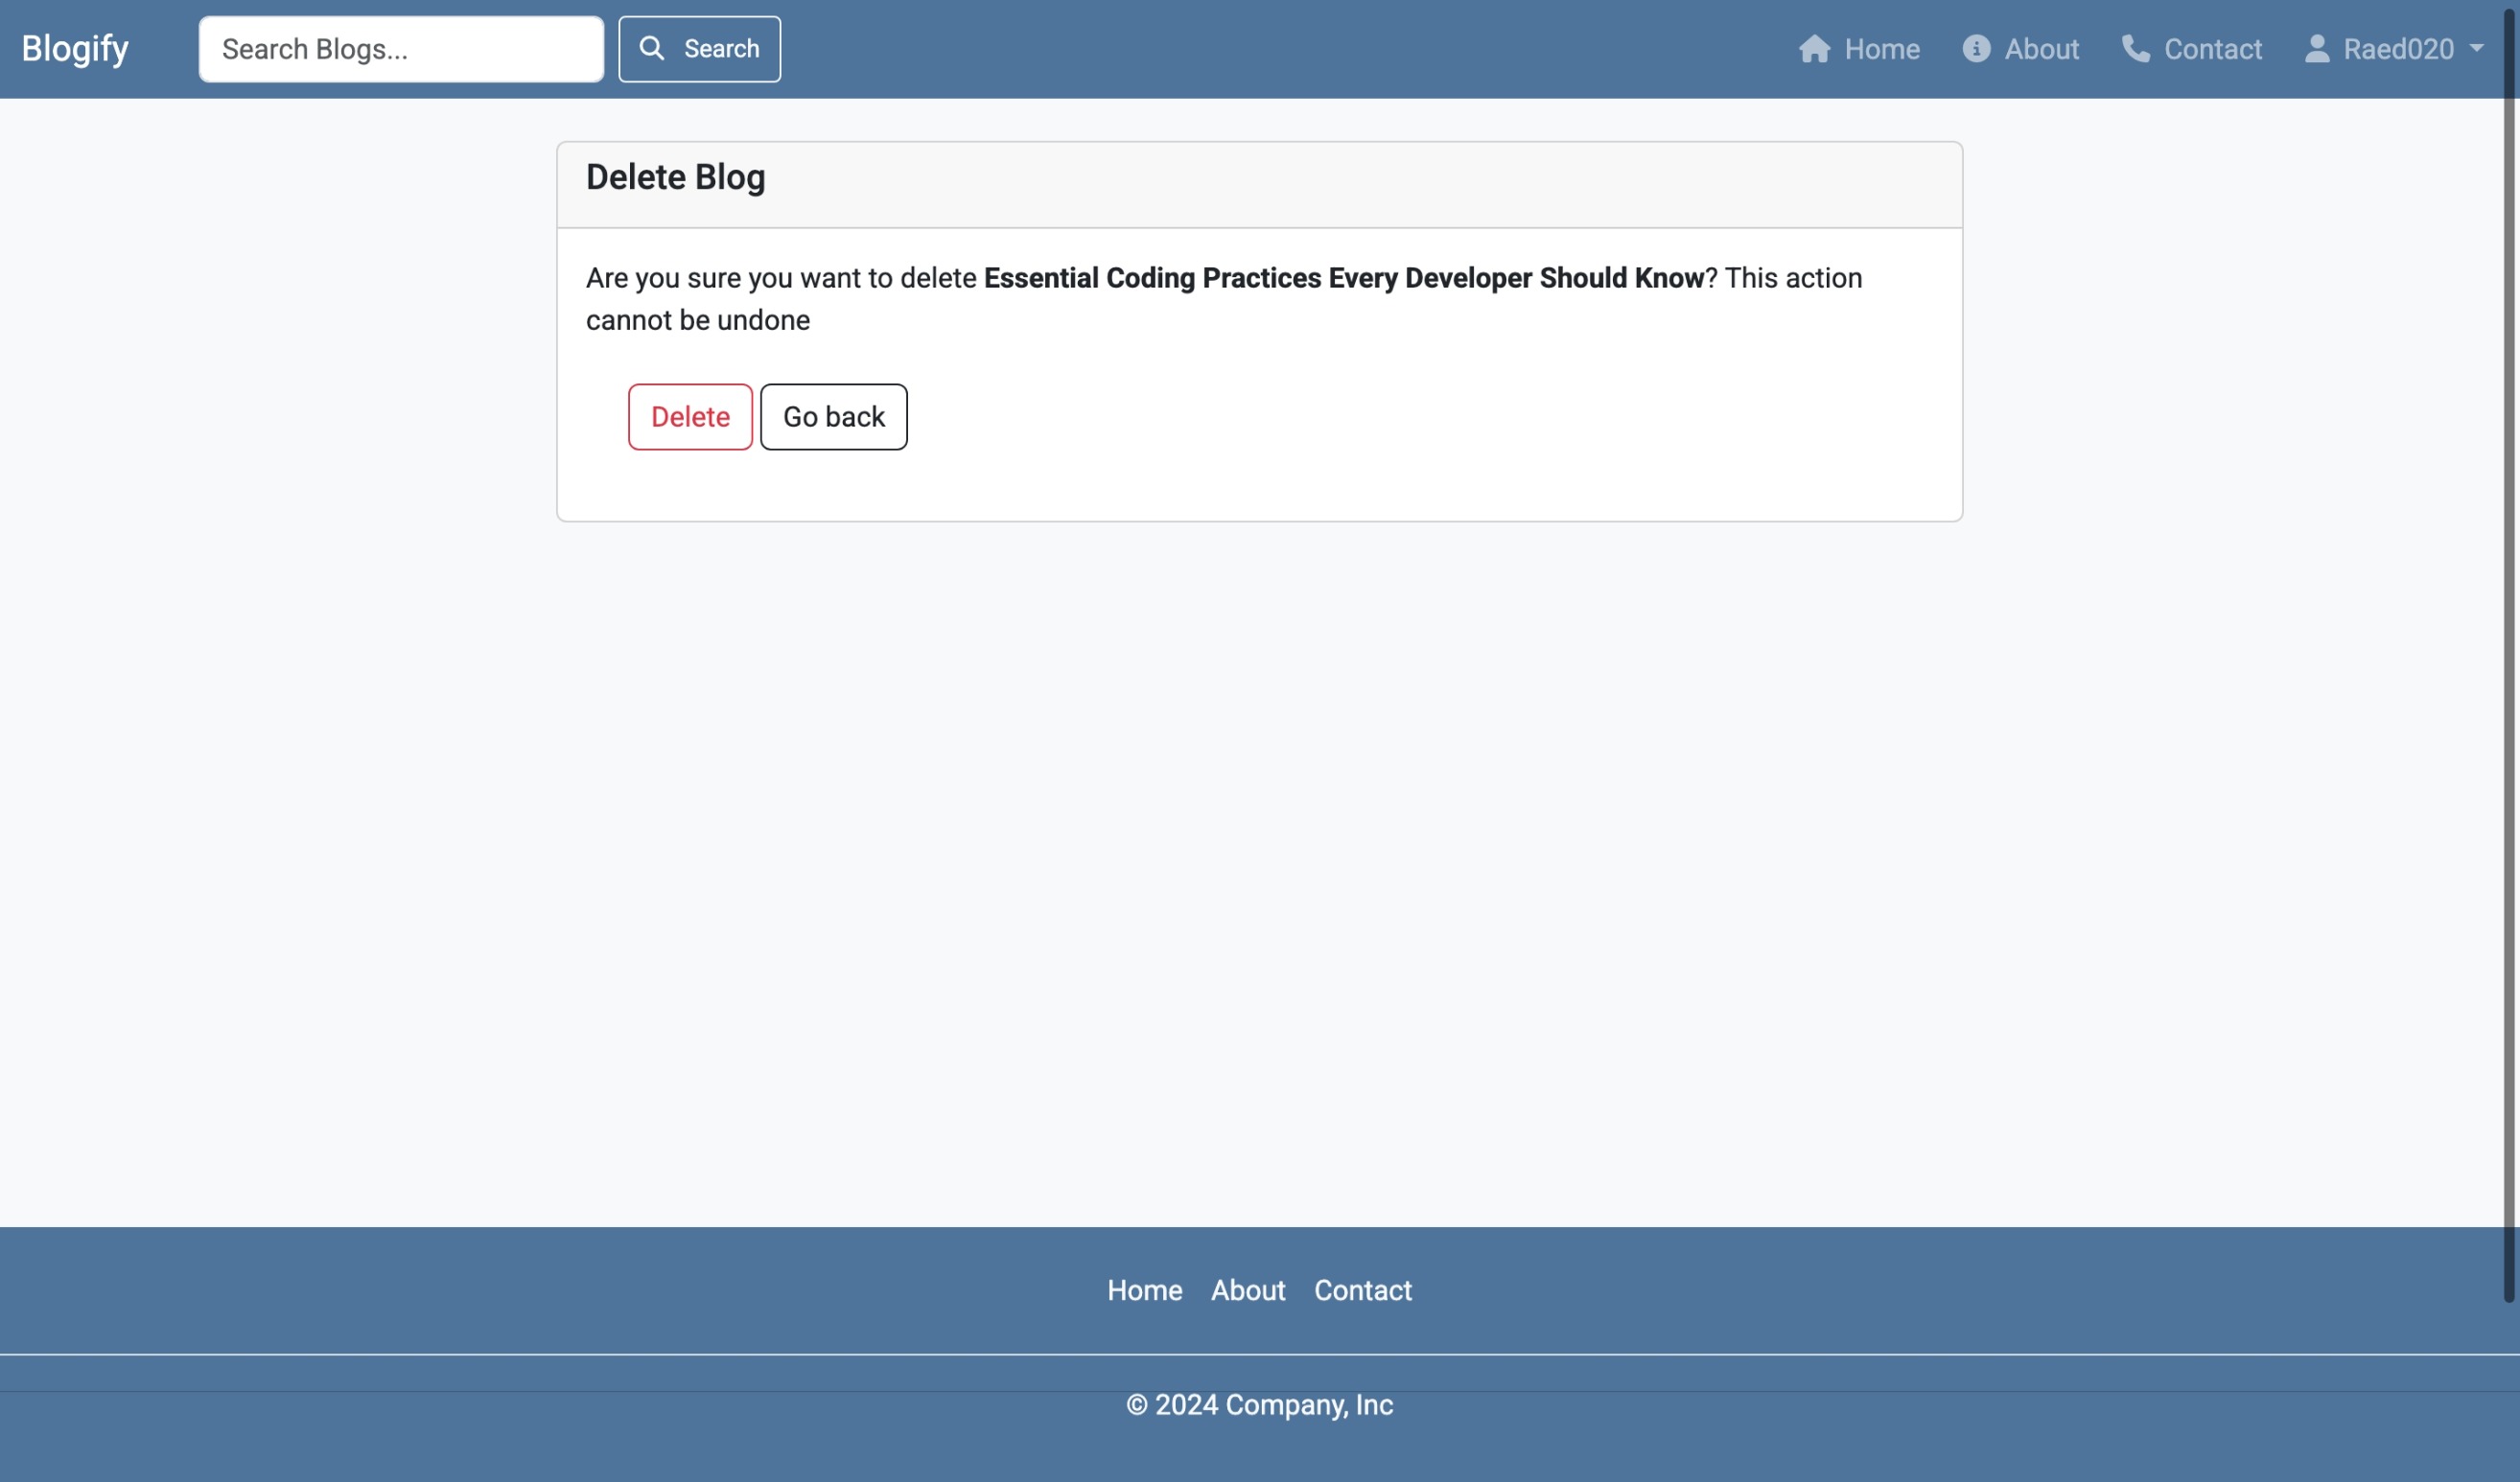 Blogify
Search Blogs...
Search
Home
About
Contact
Raed020
Delete Blog
Are you sure you want to delete Essential Coding Practices Every Developer Should Know? This action
cannot be undone
Delete
Go back
Home
About
Contact
© 2024 Company, Inc